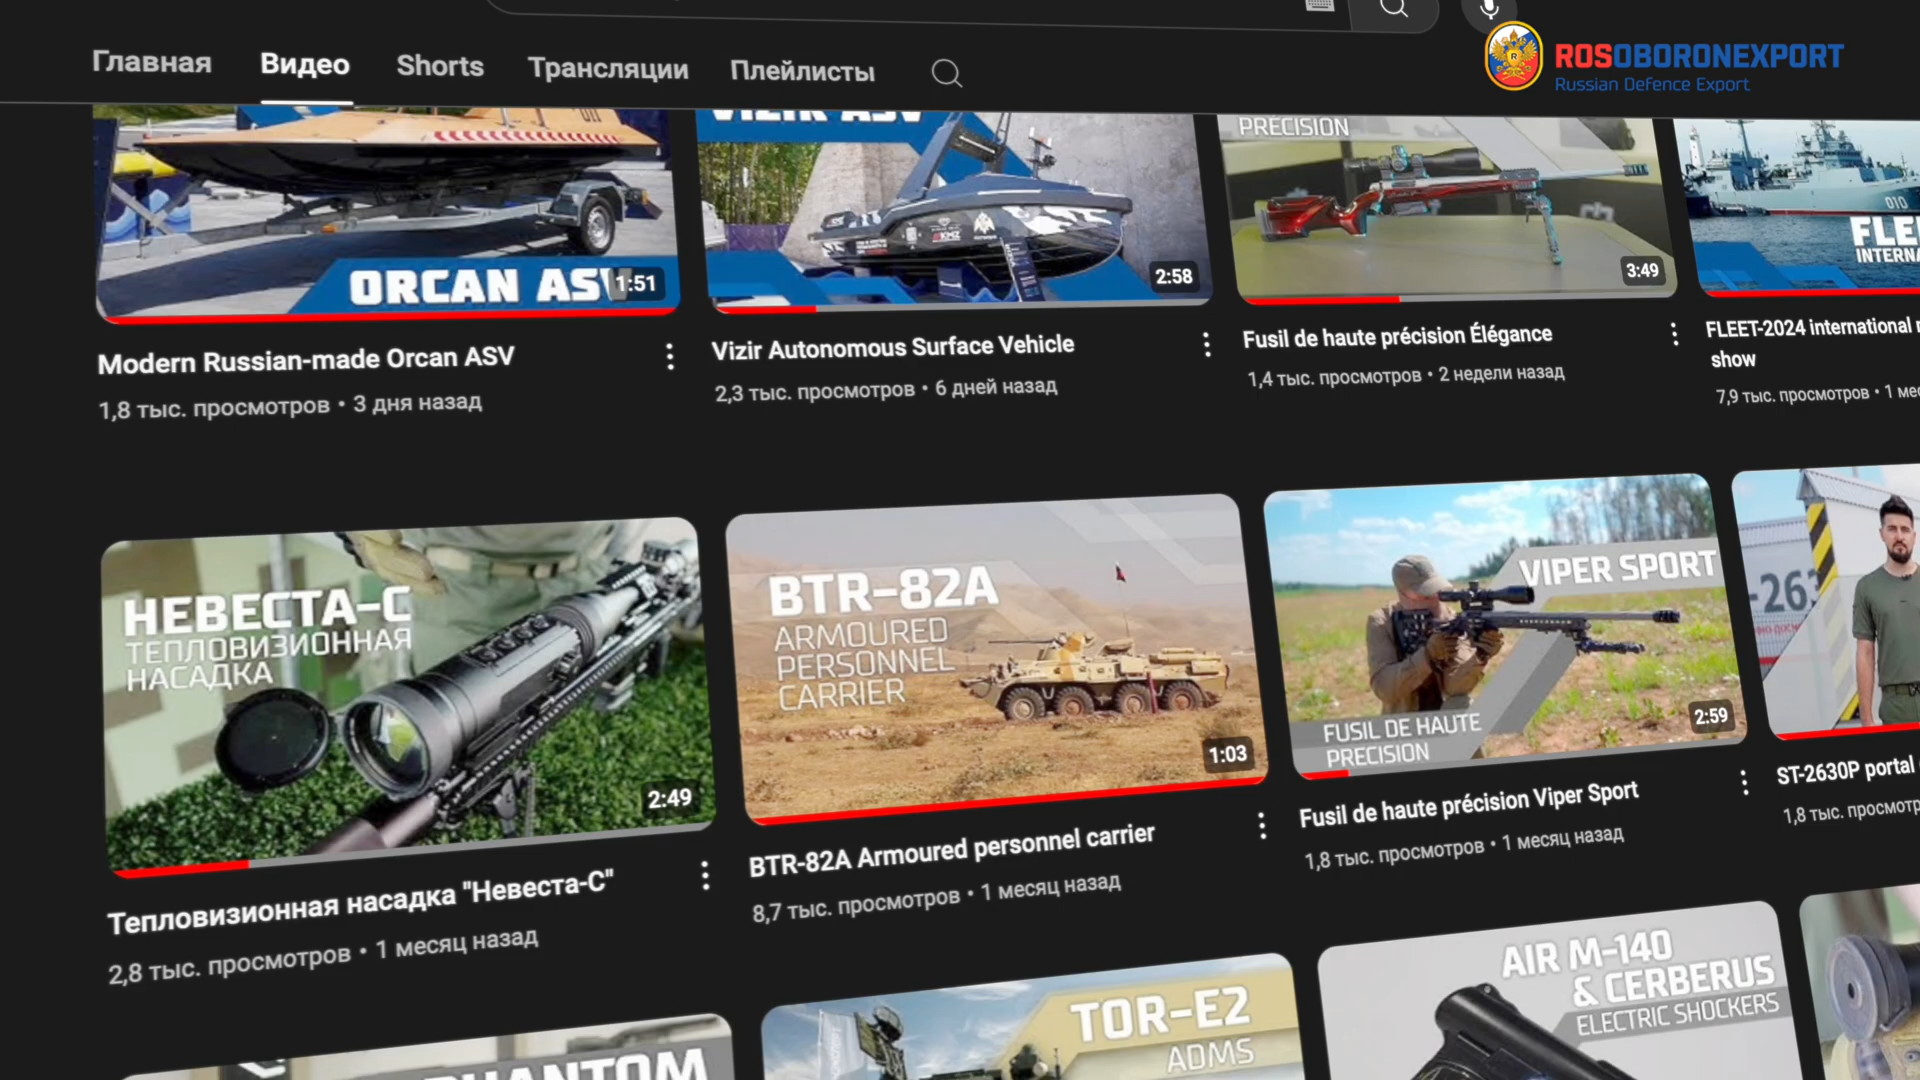 Главная Видео Shorts Трансляции Плейлисты
ROSOBORONEXPORT
Russian Defence Export
ORCAN ASV
1:51
VIZIR ASV
2:58
PRECISION
3:49
010
Modern Russian-made Orcan ASV
1,8 тыс. просмотров • 3 дня назад
Vizir Autonomous Surface Vehicle
2,3 тыс. просмотров • 6 дней назад
Fusil de haute précision Élégance
1,4 тыс. просмотров • 2 недели назад
FLEET-2024 international
show
7,9 тыс. просмотров • 1
НЕВЕСТА-С
ТЕПЛОВИЗИОННАЯ
НАСАДКА
2:49
BTR-82A
ARMOURED
PERSONNEL
CARRIER
1:03
VIPER SPORT
FUSIL DE HAUTE
PRECISION
2:59
-263
Тепловизионная насадка "Невеста-С"
2,8 тыс. просмотров • 1 месяц назад
BTR-82A Armoured personnel carrier
8,7 тыс. просмотров • 1 месяц назад
Fusil de haute précision Viper Sport
1,8 тыс. просмотров • 1 месяц назад
ST-2630P portal
1,8 тыс.
PHANTOM
TOR-E2
ADMS
AIR M-140
& CERBERUS
ELECTRIC SHOCKERS